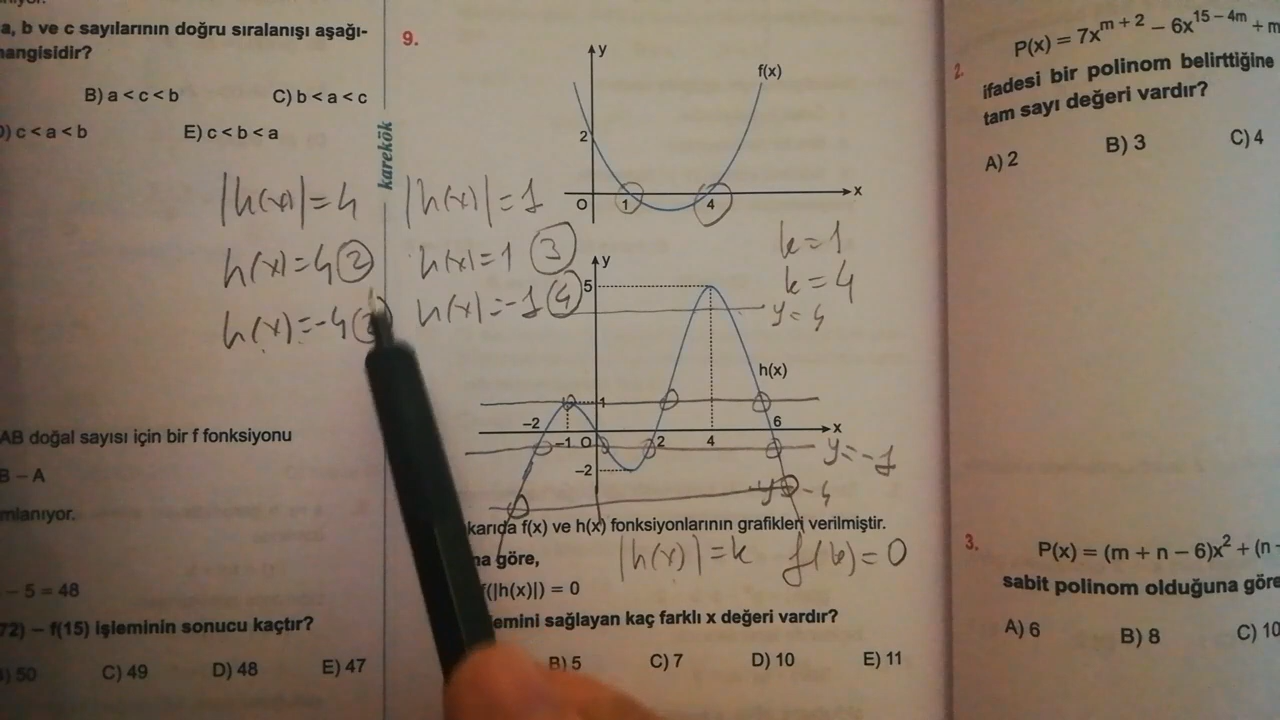 a, b ve c sayılarının doğru sıralanışı aşağı-
hangisidir?
B) a < c < b C) b < a < c
D) c < a < b E) c < b < a
karekök
|h(x)| = 4
h(x) = 4 2
h(x) = -4
AB doğal sayısı için bir f fonksiyonu
B – A
mlanıyor.
– 5 = 48
72) – f(15) işleminin sonucu kaçtır?
) 50 C) 49 D) 48 E) 47
9.
y
f(x)
2
O 1 4 x
|h(x)| = 1
h(x) = 1 3
h(x) = -1 4
k = 1
k = 4
y
5
y = 4
h(x)
1
–2 –1 O 2 4 6 x
y = -1
–2
y -4
karıda f(x) ve h(x) fonksiyonlarının grafikleri verilmiştir.
na göre,
|h(x)| = k f(k) = 0
f(|h(x)|) = 0
emini sağlayan kaç farklı x değeri vardır?
B) 5 C) 7 D) 10 E) 11
2.
P(x) = 7x^{m + 2} – 6x^{15 – 4m} + m
ifadesi bir polinom belirttiğine
tam sayı değeri vardır?
A) 2 B) 3 C) 4
3.
P(x) = (m + n – 6)x² + (n –
sabit polinom olduğuna göre
A) 6 B) 8 C) 10